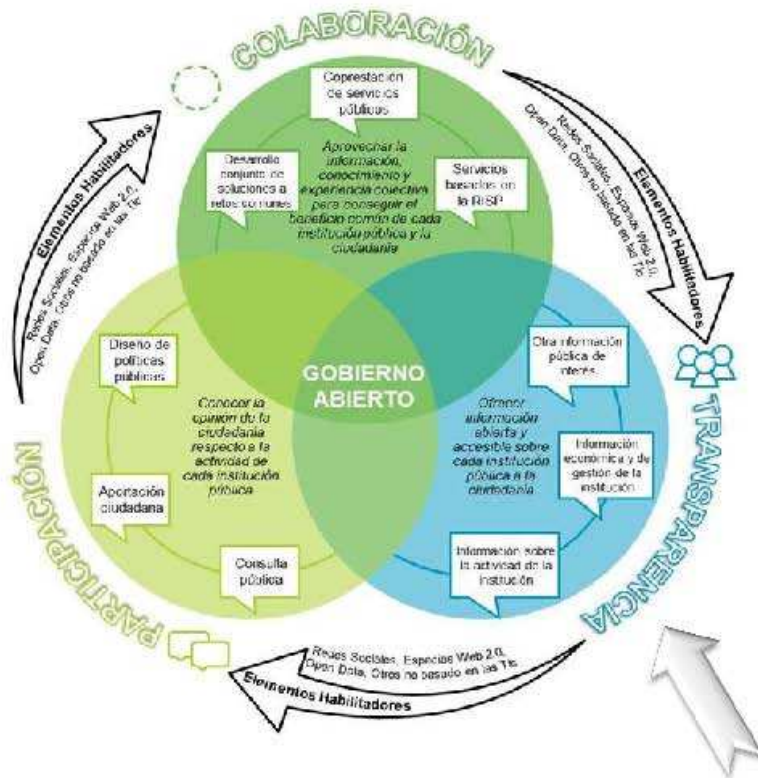 COLABORACIÓN
Coprestación
de servicios
públicos
Desarrollo
conjunto de
soluciones a
retos comunes
Aprovechar la
información,
conocimiento y
experiencia colectiva
para conseguir el
beneficio común de cada
institución pública y la
ciudadanía
Servicios
basados en
la RISP
Elementos Habilitadores
Redes Sociales, Espacios Web 2.0,
Open Data, Otros no basado en las Tic
Elementos Habilitadores
Redes Sociales, Espacios Web 2.0,
Open Data, Otros no basado en las Tic
GOBIERNO
ABIERTO
Diseño de
políticas
públicas
Conocer la
opinión de la
ciudadanía
respecto a la
actividad de
cada institución
pública
Aportación
ciudadana
Consulta
pública
PARTICIPACIÓN
Otra información
pública de
interés
Ofrecer
información
abierta y
accesible sobre
cada institución
pública a la
ciudadanía
Información
económica y de
gestión de la
institución
Información sobre
la actividad de la
institución
TRANSPARENCIA
Redes Sociales, Espacios Web 2.0,
Open Data, Otros no basado en las Tic
Elementos Habilitadores